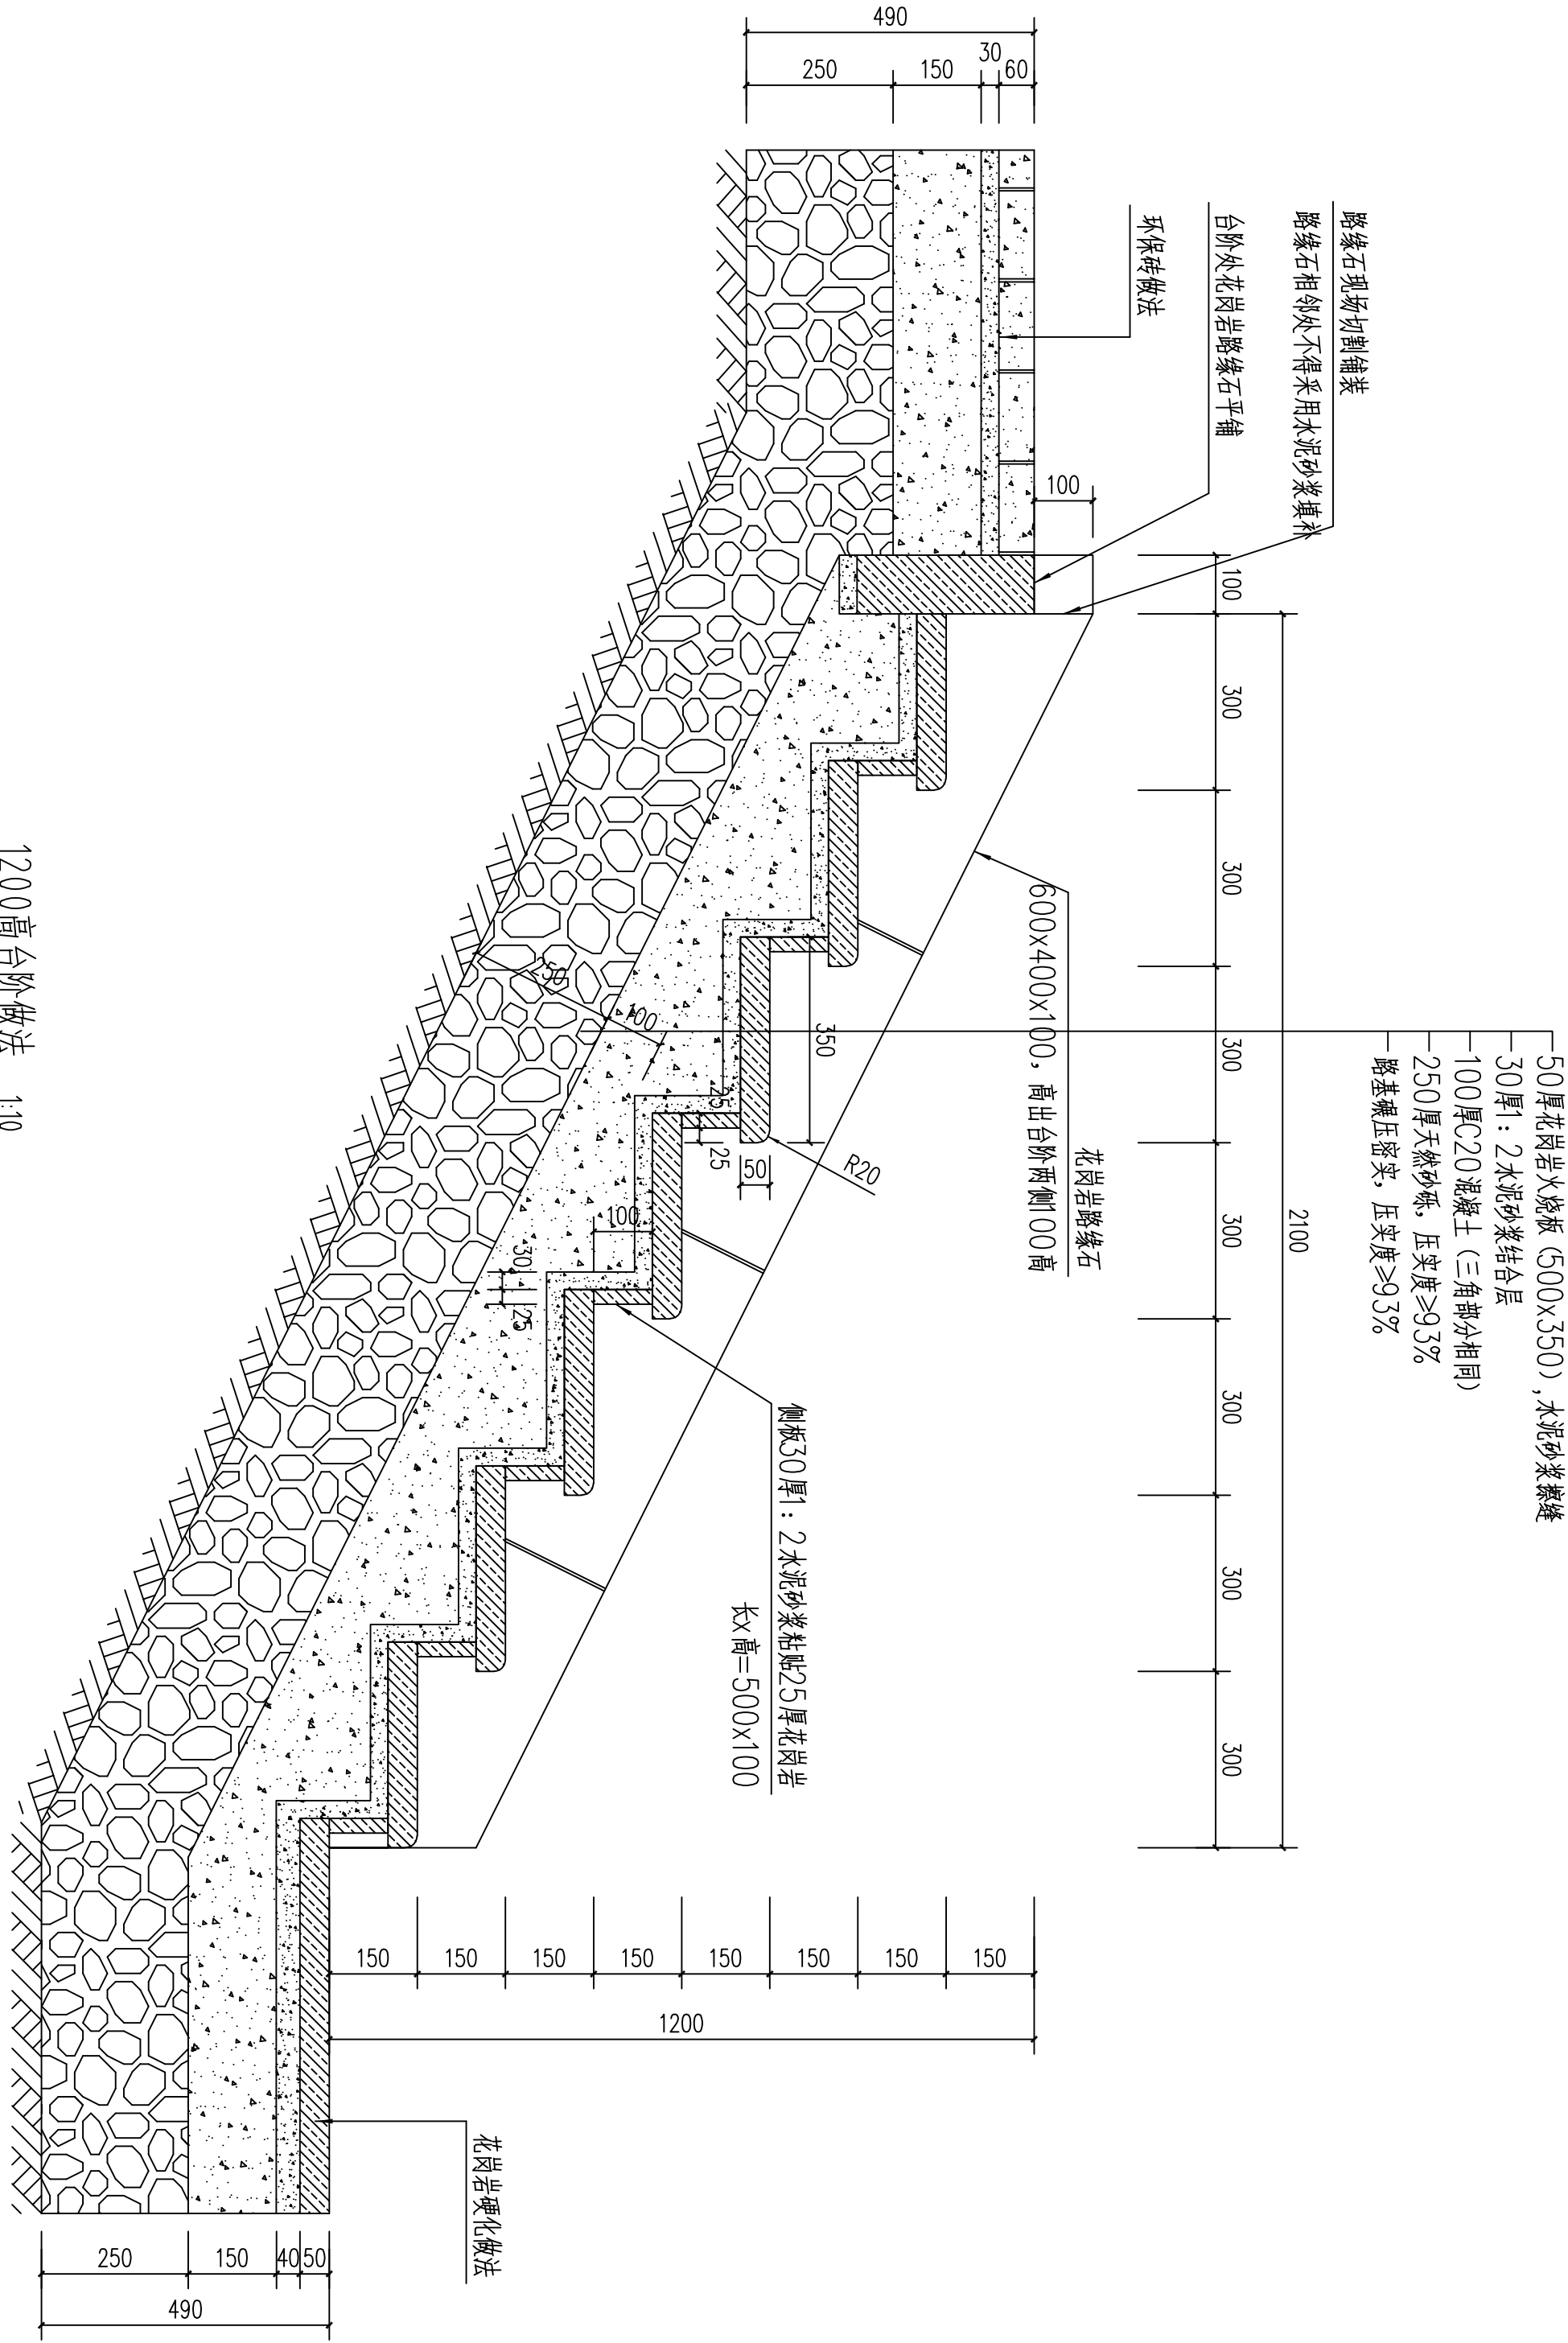 50厚花岗岩火烧板（500x350）,水泥砂浆擦缝
30厚1：2水泥砂浆结合层
100厚C20混凝土（三角部分相同）
250厚天然砂砾，压实度≥93%
路基碾压密实，压实度≥93%
路缘石现场切割铺装
路缘石相邻处不得采用水泥砂浆填补
台阶处花岗岩路缘石平铺
环保砖做法
花岗岩路缘石
600x400x100，高出台阶两侧100高
侧板30厚1：2水泥砂浆粘贴25厚花岗岩
长x高=500x100
花岗岩硬化做法
2100
100
300
300
300
300
300
300
300
490
250
150
30
60
100
250
100
350
25
25
50
R20
100
30
25
150
150
150
150
150
150
150
150
1200
250
150
40
50
490
1200高台阶做法 1:10